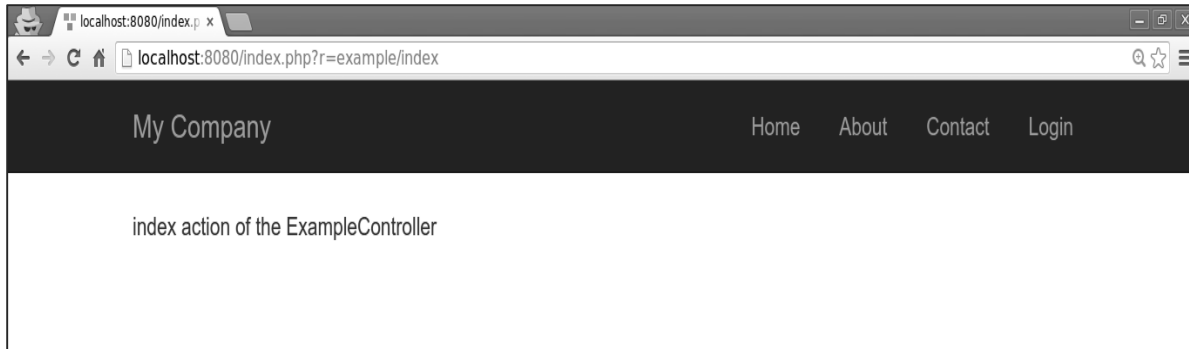 localhost:8080/index.p
localhost:8080/index.php?r=example/index
My Company Home About Contact Login
index action of the ExampleController